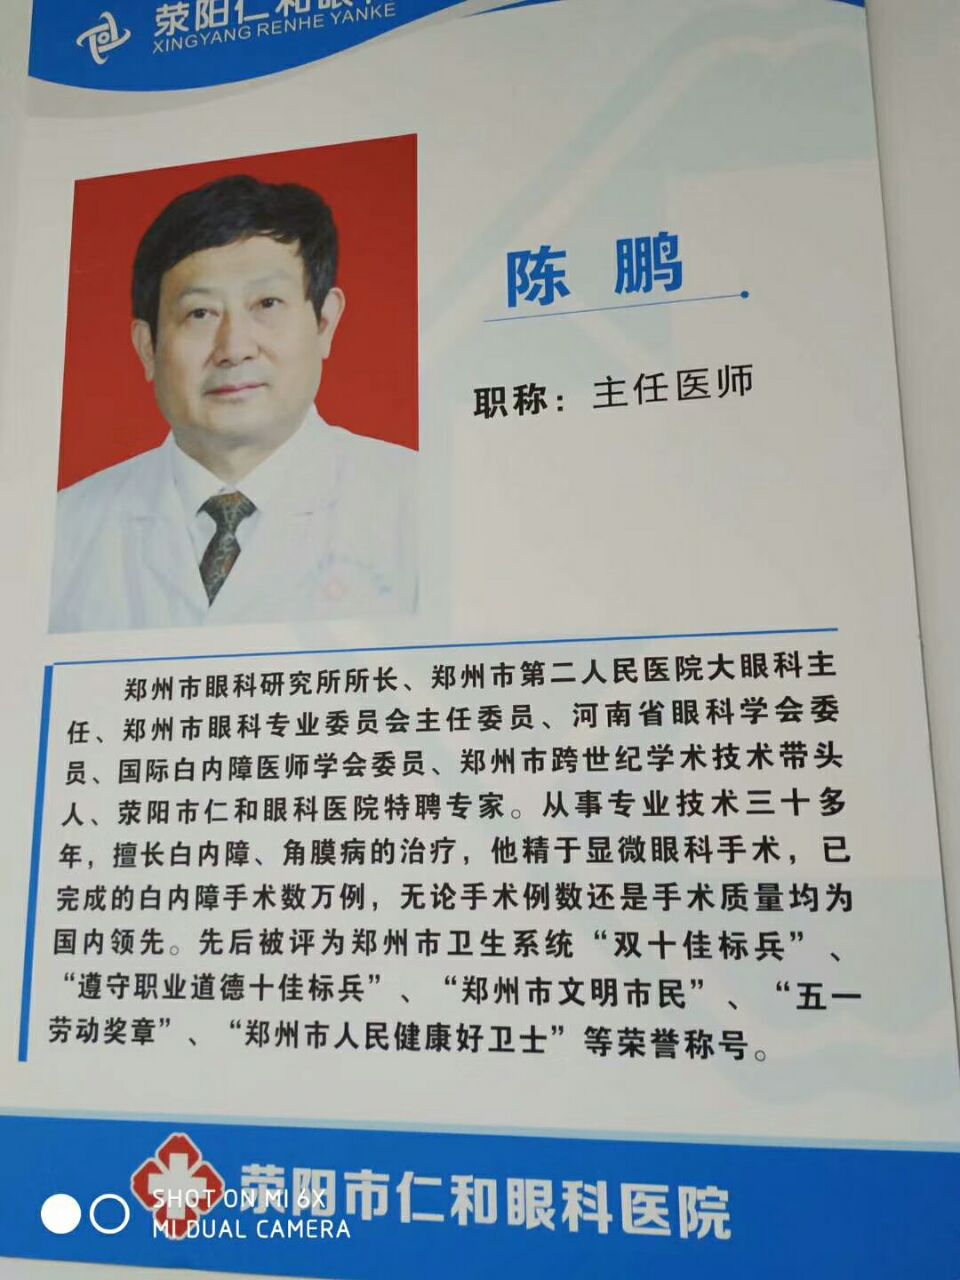 荥阳仁和眼科
XINGYANG RENHE YANKE
陈鹏
职称：主任医师
郑州市眼科研究所所长、郑州市第二人民医院大眼科主
任、郑州市眼科专业委员会主任委员、河南省眼科学会委
员、国际白内障医师学会委员、郑州市跨世纪学术技术带头
人、荥阳市仁和眼科医院特聘专家。从事专业技术三十多
年，擅长白内障、角膜病的治疗，他精于显微眼科手术，已
完成的白内障手术数万例，无论手术例数还是手术质量均为
国内领先。先后被评为郑州市卫生系统“双十佳标兵”、
“遵守职业道德十佳标兵”、“郑州市文明市民”、“五一
劳动奖章”、“郑州市人民健康好卫士”等荣誉称号。
荥阳市仁和眼科医院
SHOT ON MI 6X
MI DUAL CAMERA